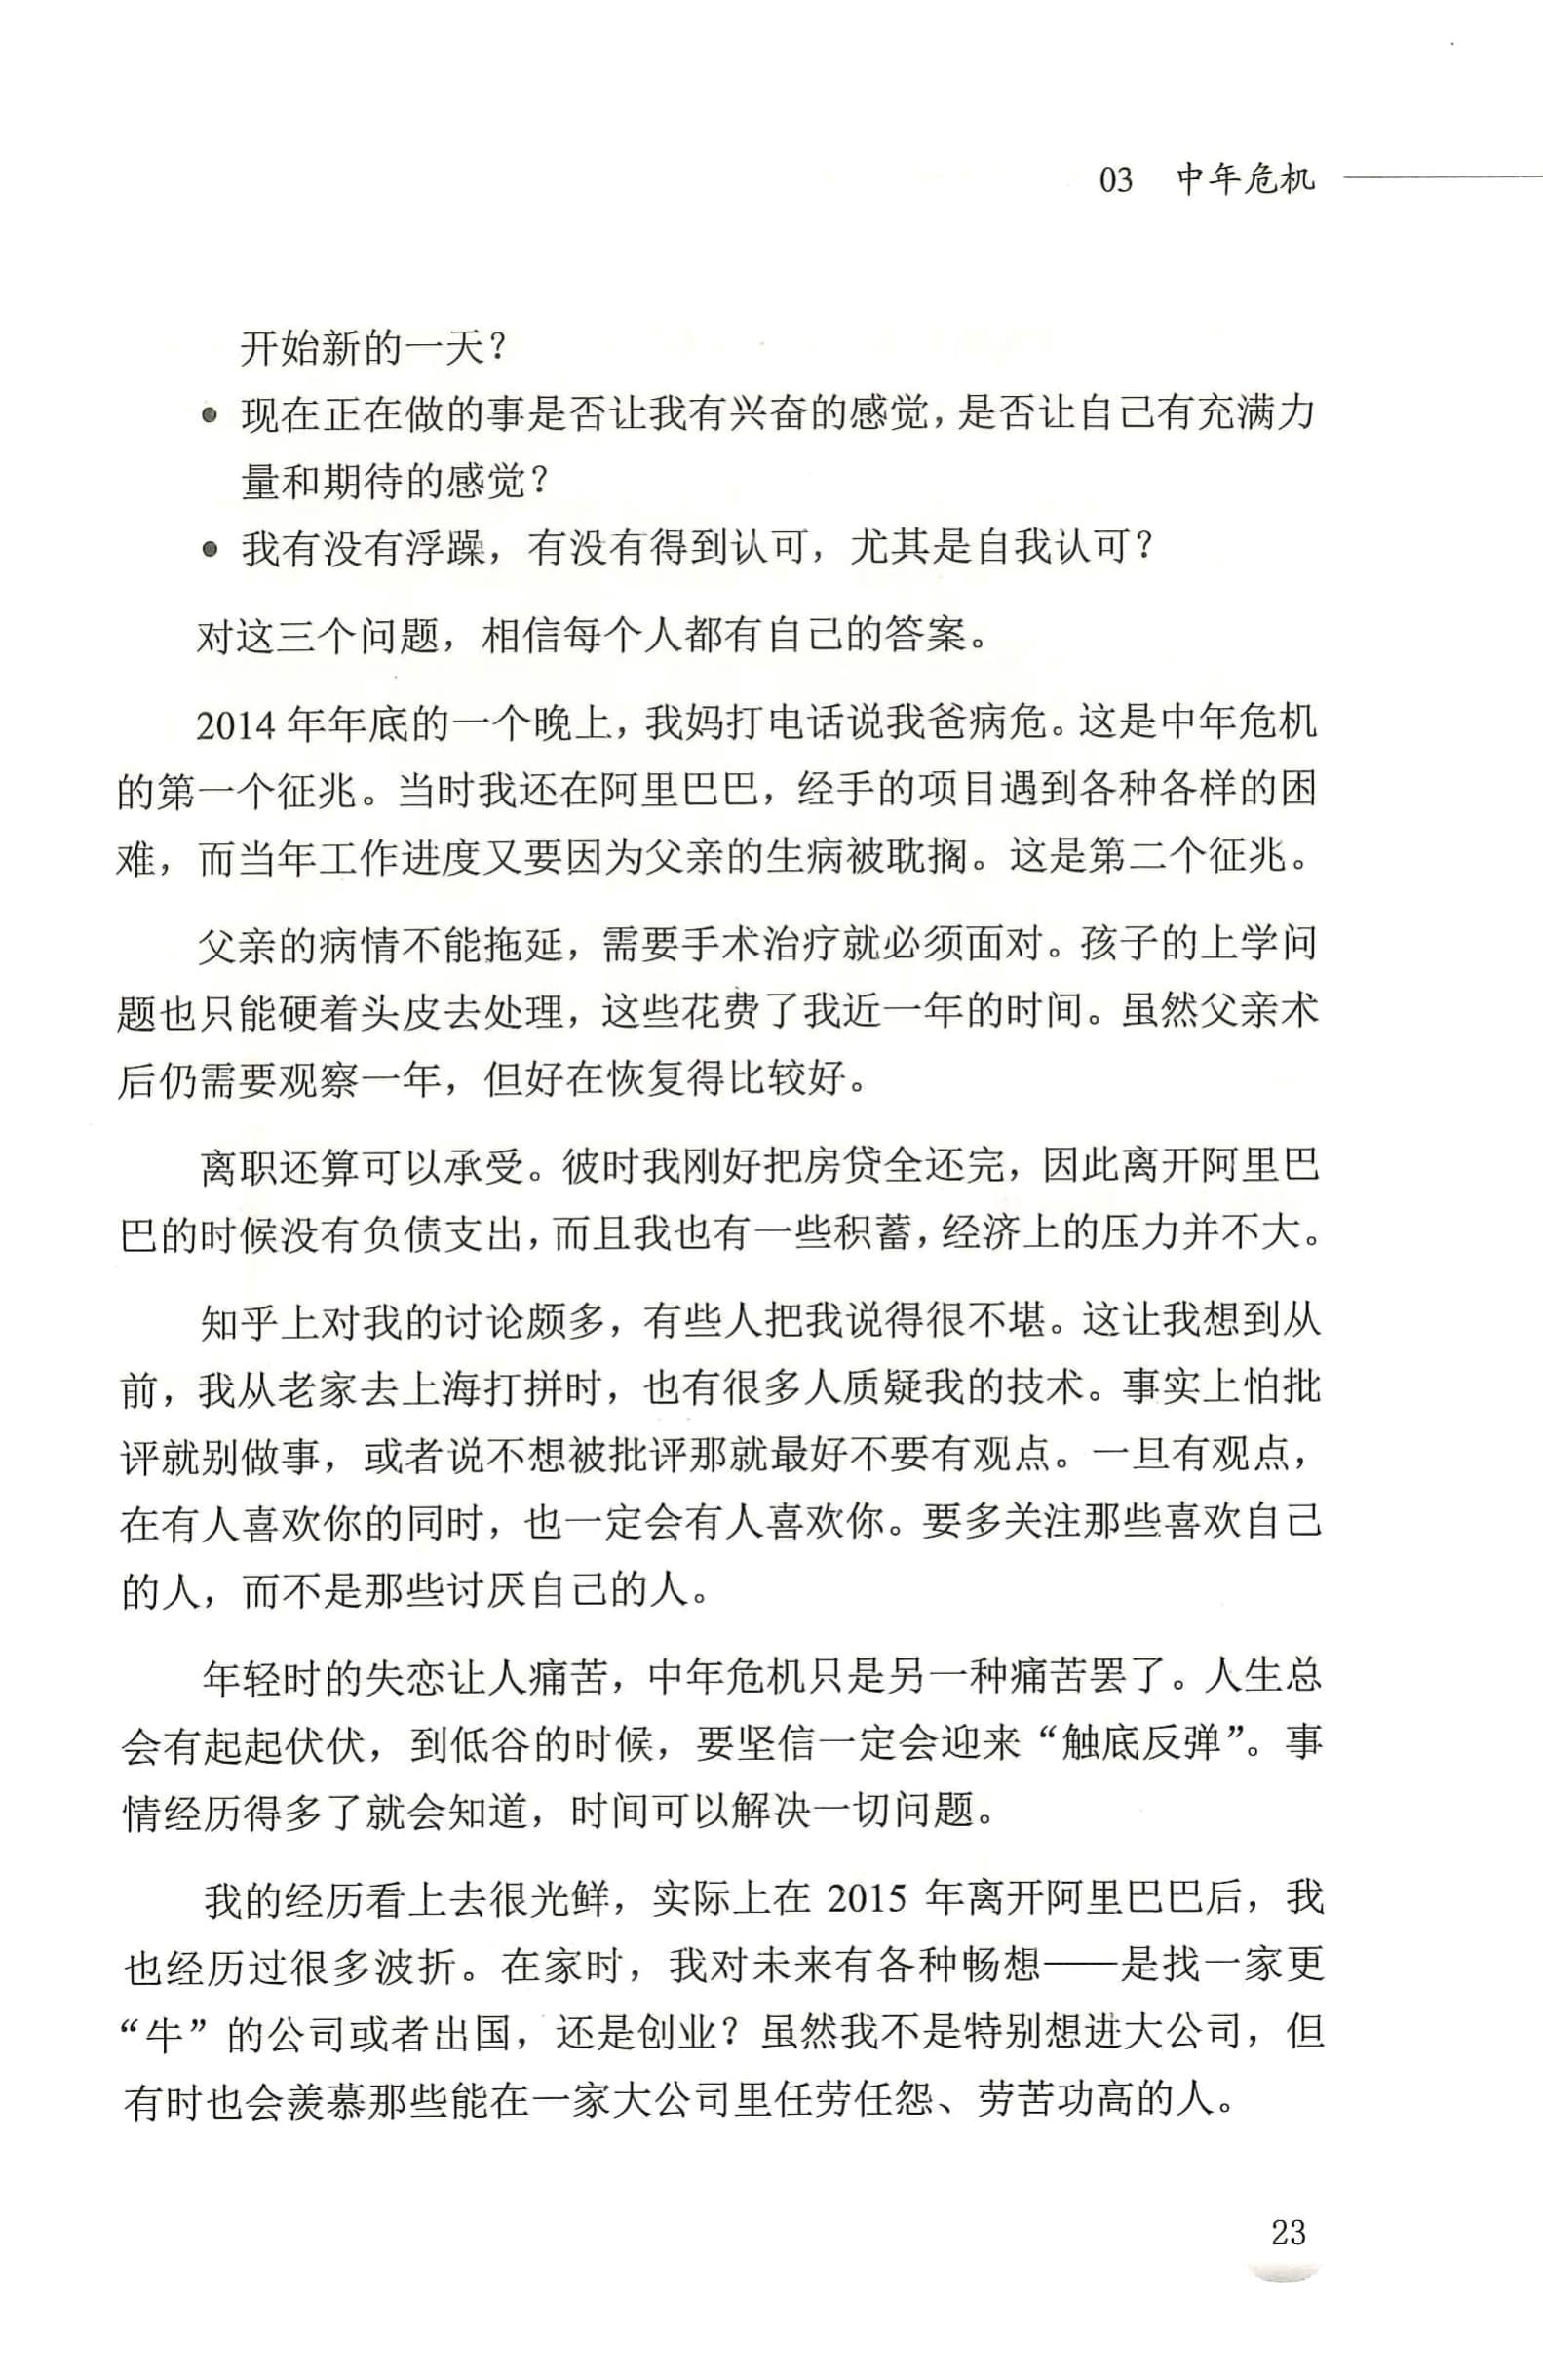 03 中年危机
开始新的一天？
• 现在正在做的事是否让我有兴奋的感觉，是否让自己有充满力
量和期待的感觉？
• 我有没有浮躁，有没有得到认可，尤其是自我认可？
对这三个问题，相信每个人都有自己的答案。
2014 年年底的一个晚上，我妈打电话说我爸病危。这是中年危机
的第一个征兆。当时我还在阿里巴巴，经手的项目遇到各种各样的困
难，而当年工作进度又要因为父亲的生病被耽搁。这是第二个征兆。
父亲的病情不能拖延，需要手术治疗就必须面对。孩子的上学问
题也只能硬着头皮去处理，这些花费了我近一年的时间。虽然父亲术
后仍需要观察一年，但好在恢复得比较好。
离职还算可以承受。彼时我刚好把房贷全还完，因此离开阿里巴
巴的时候没有负债支出，而且我也有一些积蓄，经济上的压力并不大。
知乎上对我的讨论颇多，有些人把我说得很不堪。这让我想到从
前，我从老家去上海打拼时，也有很多人质疑我的技术。事实上怕批
评就别做事，或者说不想被批评那就最好不要有观点。一旦有观点，
在有人喜欢你的同时，也一定会有人喜欢你。要多关注那些喜欢自己
的人，而不是那些讨厌自己的人。
年轻时的失恋让人痛苦，中年危机只是另一种痛苦罢了。人生总
会有起起伏伏，到低谷的时候，要坚信一定会迎来“触底反弹”。事
情经历得多了就会知道，时间可以解决一切问题。
我的经历看上去很光鲜，实际上在 2015 年离开阿里巴巴后，我
也经历过很多波折。在家时，我对未来有各种畅想——是找一家更
“牛”的公司或者出国，还是创业？虽然我不是特别想进大公司，但
有时也会羡慕那些能在一家大公司里任劳任怨、劳苦功高的人。
23